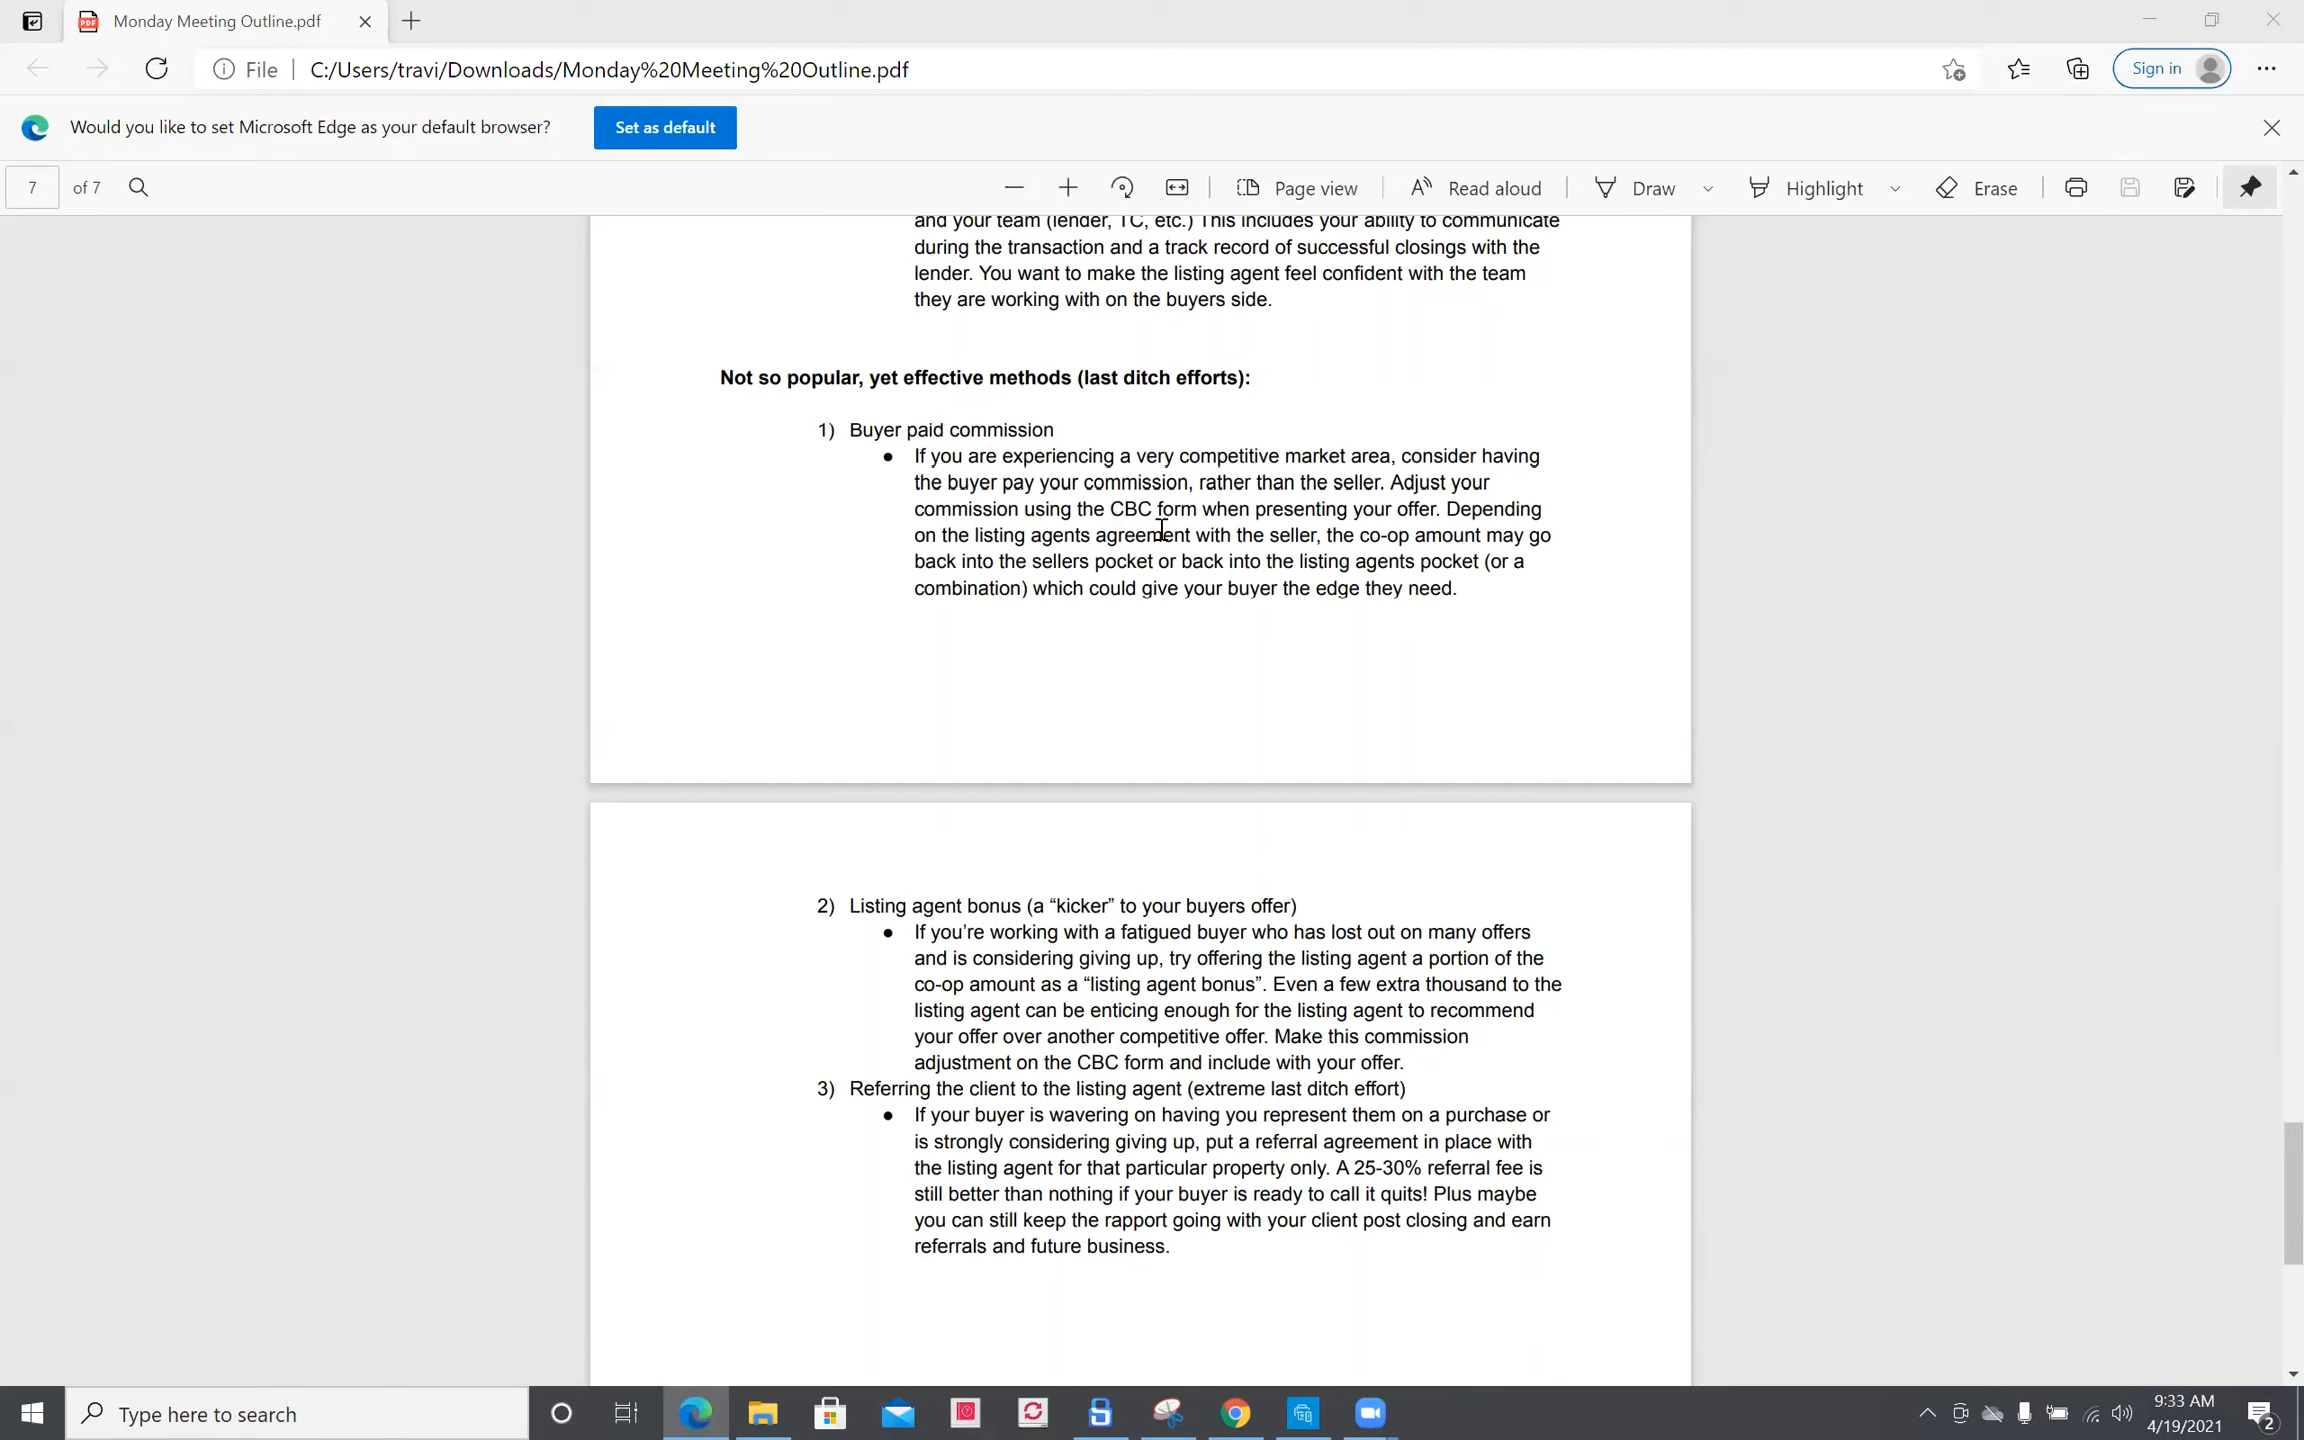 Monday Meeting Outline.pdf
File
C:/Users/travi/Downloads/Monday%20Meeting%20Outline.pdf
Sign in
Would you like to set Microsoft Edge as your default browser?
Set as default
7 of 7
Page view
Read aloud
Draw
Highlight
Erase
and your team (lender, TC, etc.) This includes your ability to communicate
during the transaction and a track record of successful closings with the
lender. You want to make the listing agent feel confident with the team
they are working with on the buyers side.
Not so popular, yet effective methods (last ditch efforts):
1) Buyer paid commission
● If you are experiencing a very competitive market area, consider having
the buyer pay your commission, rather than the seller. Adjust your
commission using the CBC form when presenting your offer. Depending
on the listing agents agreement with the seller, the co-op amount may go
back into the sellers pocket or back into the listing agents pocket (or a
combination) which could give your buyer the edge they need.
2) Listing agent bonus (a “kicker” to your buyers offer)
● If you’re working with a fatigued buyer who has lost out on many offers
and is considering giving up, try offering the listing agent a portion of the
co-op amount as a “listing agent bonus”. Even a few extra thousand to the
listing agent can be enticing enough for the listing agent to recommend
your offer over another competitive offer. Make this commission
adjustment on the CBC form and include with your offer.
3) Referring the client to the listing agent (extreme last ditch effort)
● If your buyer is wavering on having you represent them on a purchase or
is strongly considering giving up, put a referral agreement in place with
the listing agent for that particular property only. A 25-30% referral fee is
still better than nothing if your buyer is ready to call it quits! Plus maybe
you can still keep the rapport going with your client post closing and earn
referrals and future business.
Type here to search
9:33 AM
4/19/2021
2